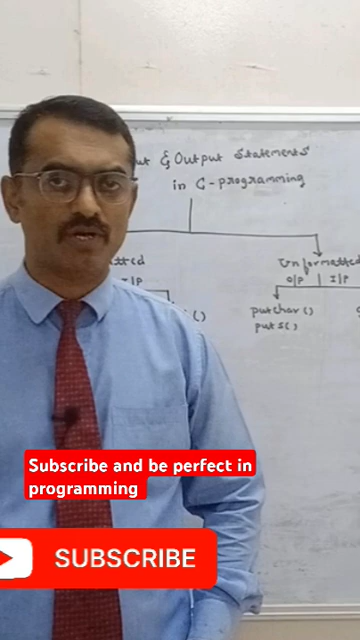 ut & Output Statements
in C-programming
tted
Unformatted
I/P
O/P | I/P
()
putchar()
puts()
Subscribe and be perfect in
programming
SUBSCRIBE